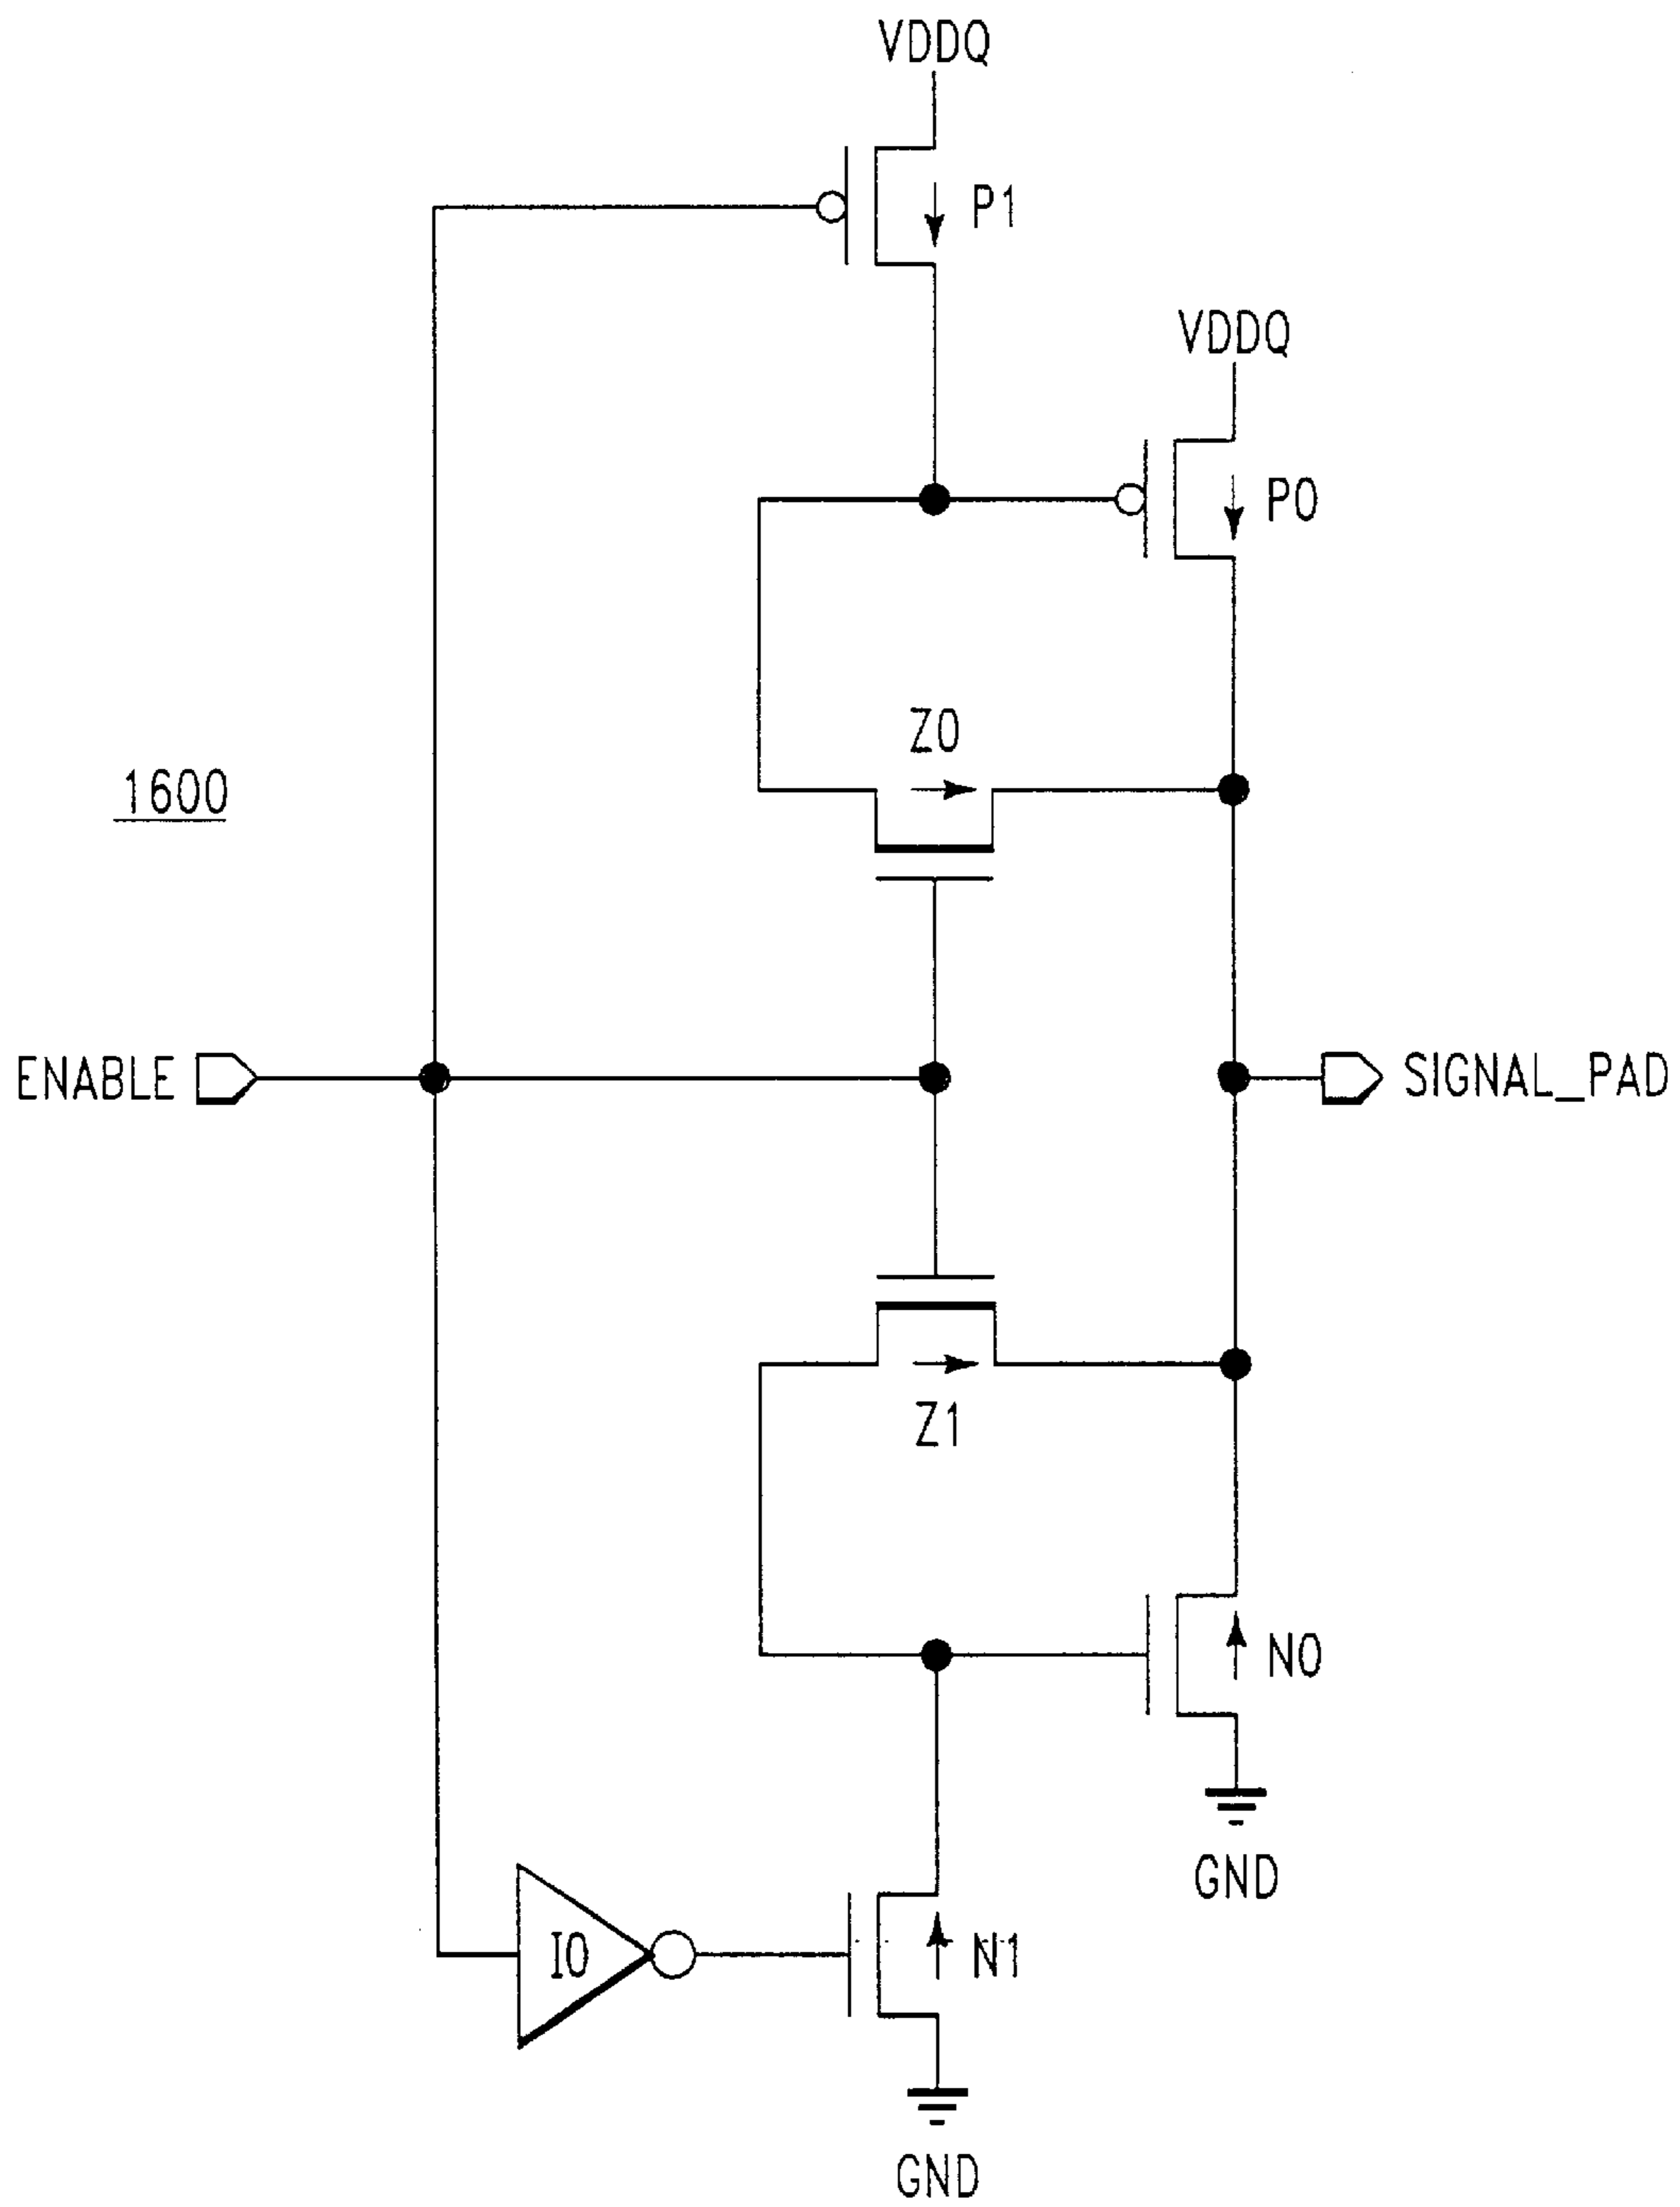 VDDQ
P1
VDDQ
P0
Z0
1600
ENABLE
SIGNAL_PAD
Z1
N0
GND
I0
N1
GND